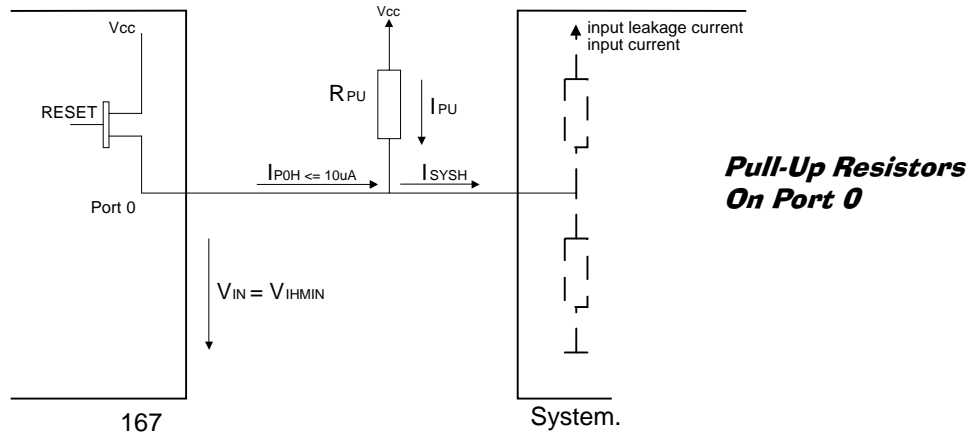 Vcc
Vcc
input leakage current
input current
RESET
RPU
IPU
IP0H <= 10uA
ISYSH
Pull-Up Resistors
On Port 0
Port 0
VIN = VIHMIN
167
System.